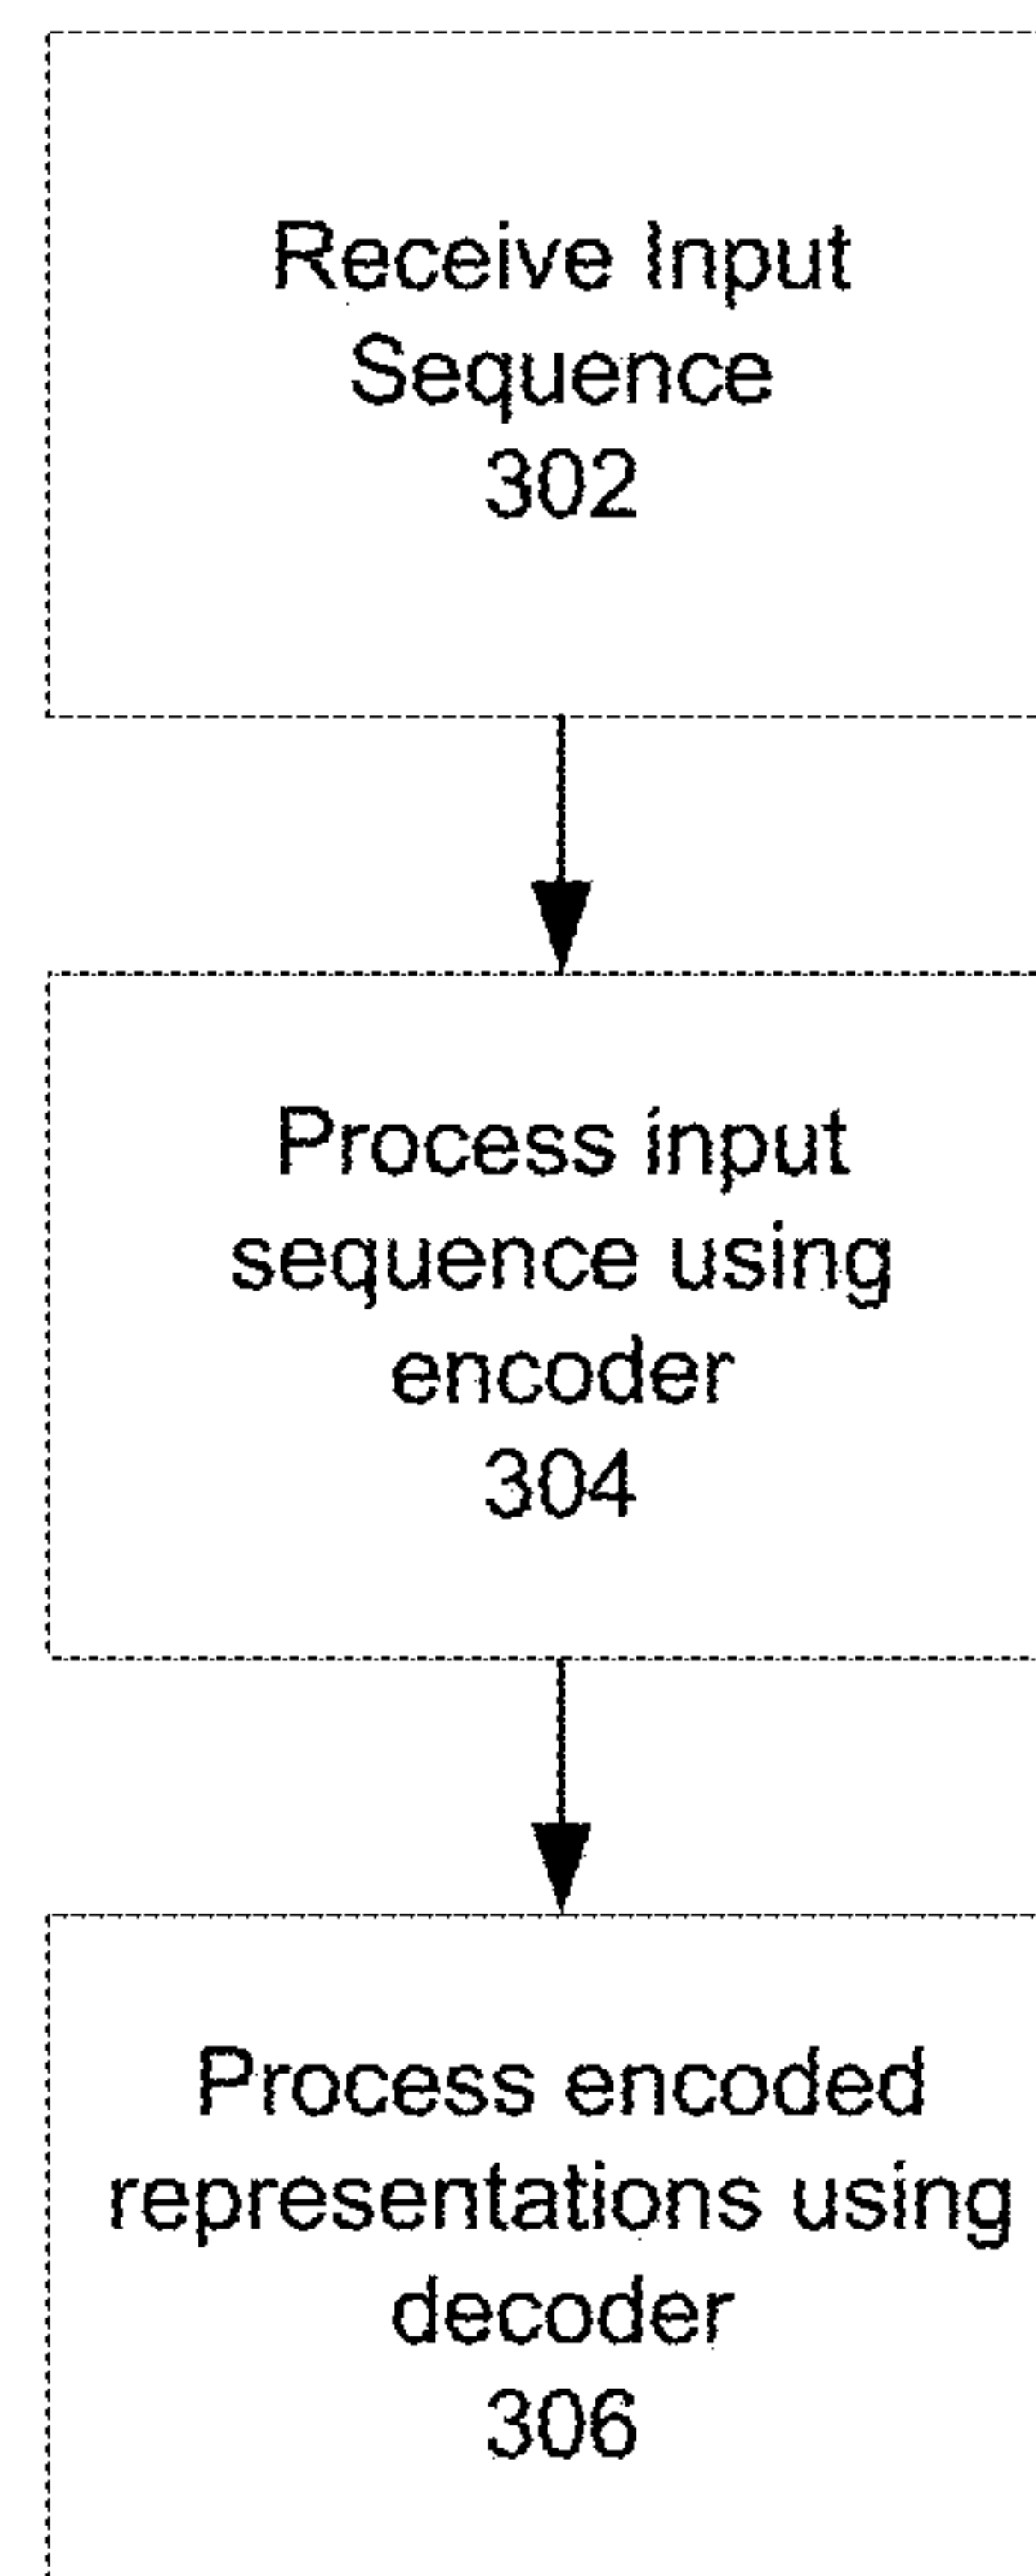 Receive Input
Sequence
302
Process input
sequence using
encoder
304
Process encoded
representations using
decoder
306